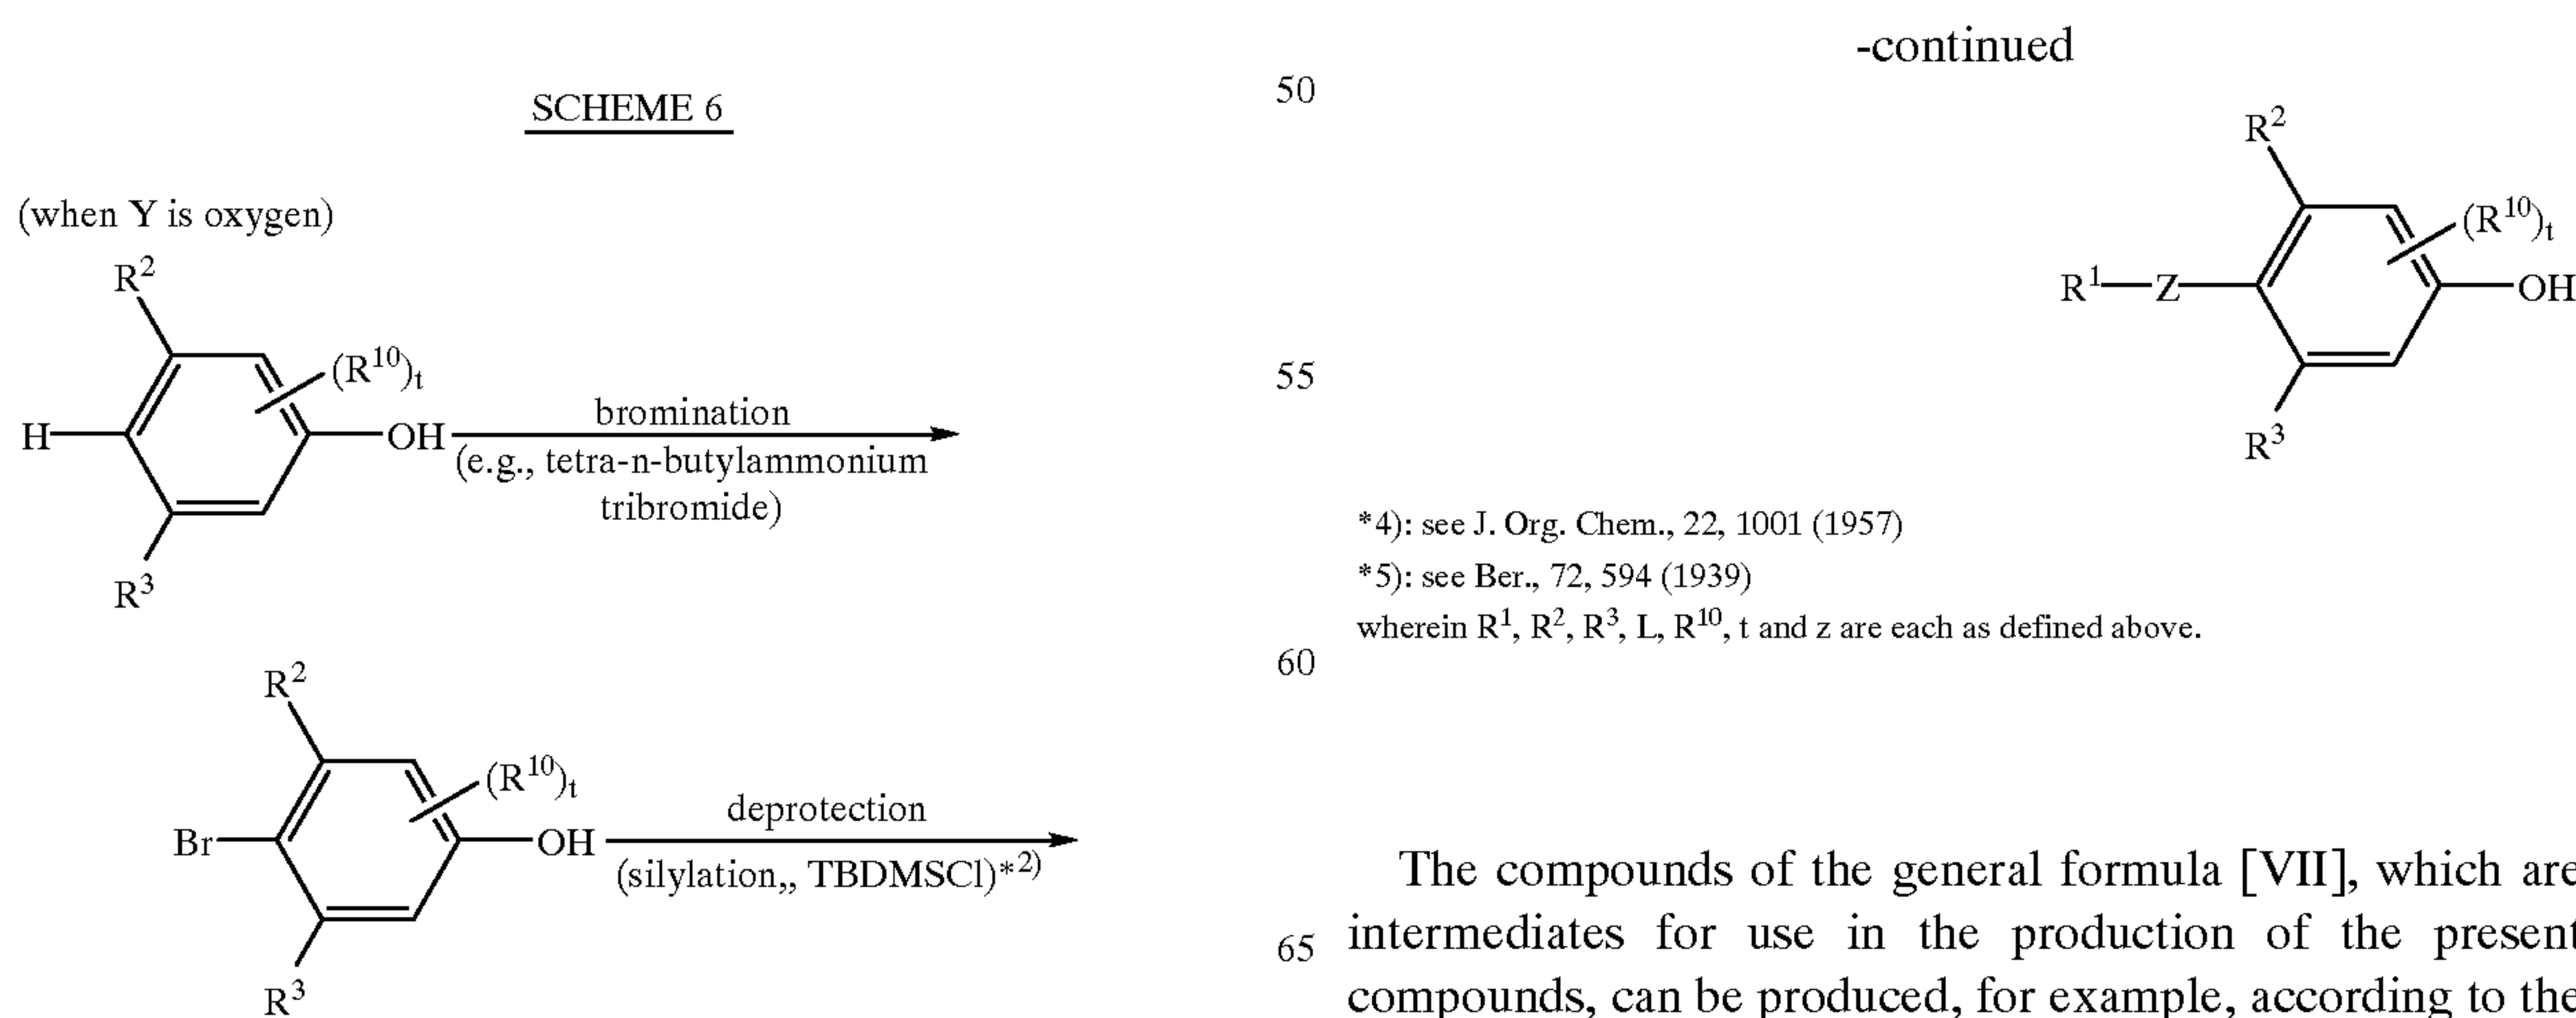 SCHEME 6
(when Y is oxygen)
R²
(R¹⁰)ₜ
H
OH
bromination
(e.g., tetra-n-butylammonium
tribromide)
R³
R²
(R¹⁰)ₜ
Br
OH
deprotection
(silylation,, TBDMSCl)*²⁾
R³
50
55
60
65
-continued
R²
(R¹⁰)ₜ
R¹
Z
OH
R³
*4): see J. Org. Chem., 22, 1001 (1957)
*5): see Ber., 72, 594 (1939)
wherein R¹, R², R³, L, R¹⁰, t and z are each as defined above.
The compounds of the general formula [VII], which are
intermediates for use in the production of the present
compounds, can be produced, for example, according to the